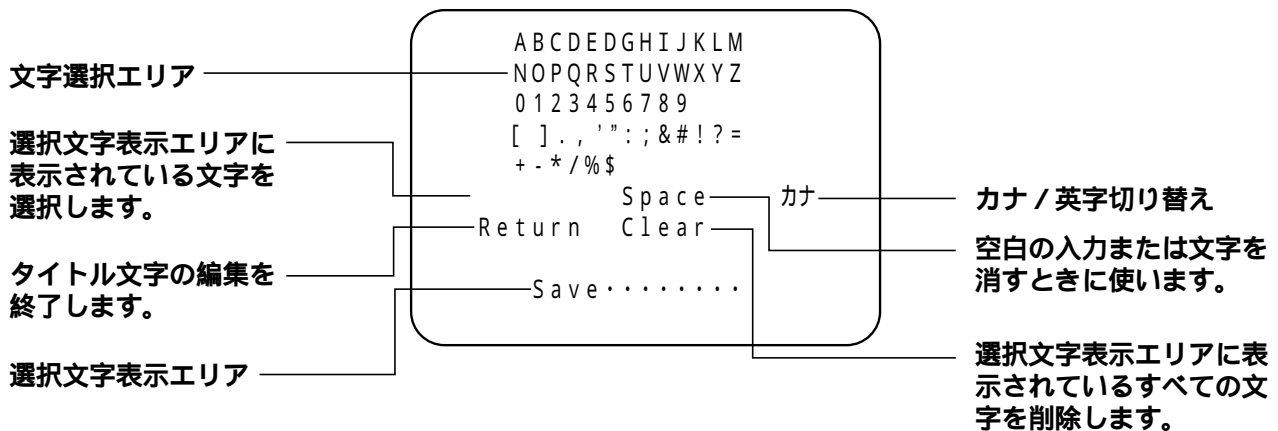 文字選択エリア
選択文字表示エリアに
表示されている文字を
選択します。
タイトル文字の編集を
終了します。
選択文字表示エリア
ABCDEDGHIJKLM
NOPQRSTUVWXYZ
0123456789
[ ].,'":;&#!?=
+-*/%$
Space カナ
Return Clear
Save・・・・・・・・
カナ / 英字切り替え
空白の入力または文字を
消すときに使います。
選択文字表示エリアに表
示されているすべての文
字を削除します。